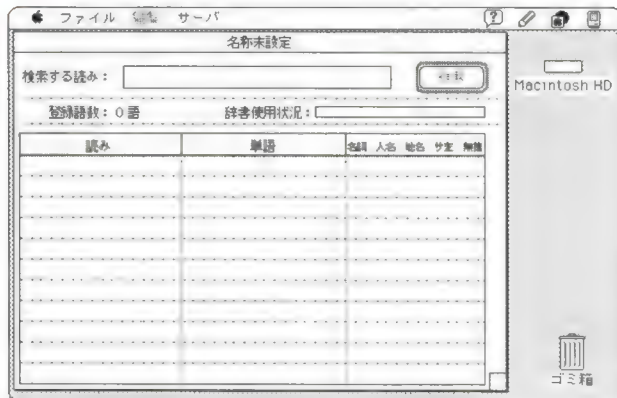 ファイル サーバ
名称未設定
検索する読み：
登録語数： 0 語 辞書使用状況：
読み 単語 名詞 人名 地名 サ変 無種
Macintosh HD
ゴミ箱